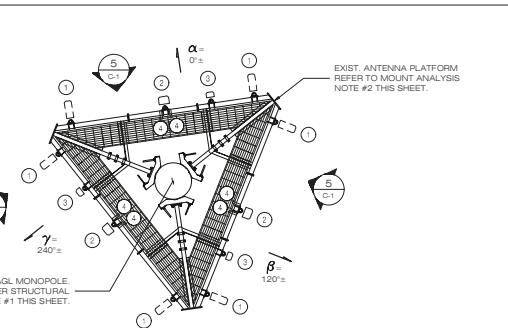 5
C-1
α=
0°±
1
2
3
1
EXIST. ANTENNA PLATFORM
REFER TO MOUNT ANALYSIS
NOTE #2 THIS SHEET.
4
4
1
1
5
C-1
3
4
4
4
4
2
2
γ=
240°±
3
β=
120°±
AGL MONOPOLE.
STRUCTURAL
#1 THIS SHEET.
1
1